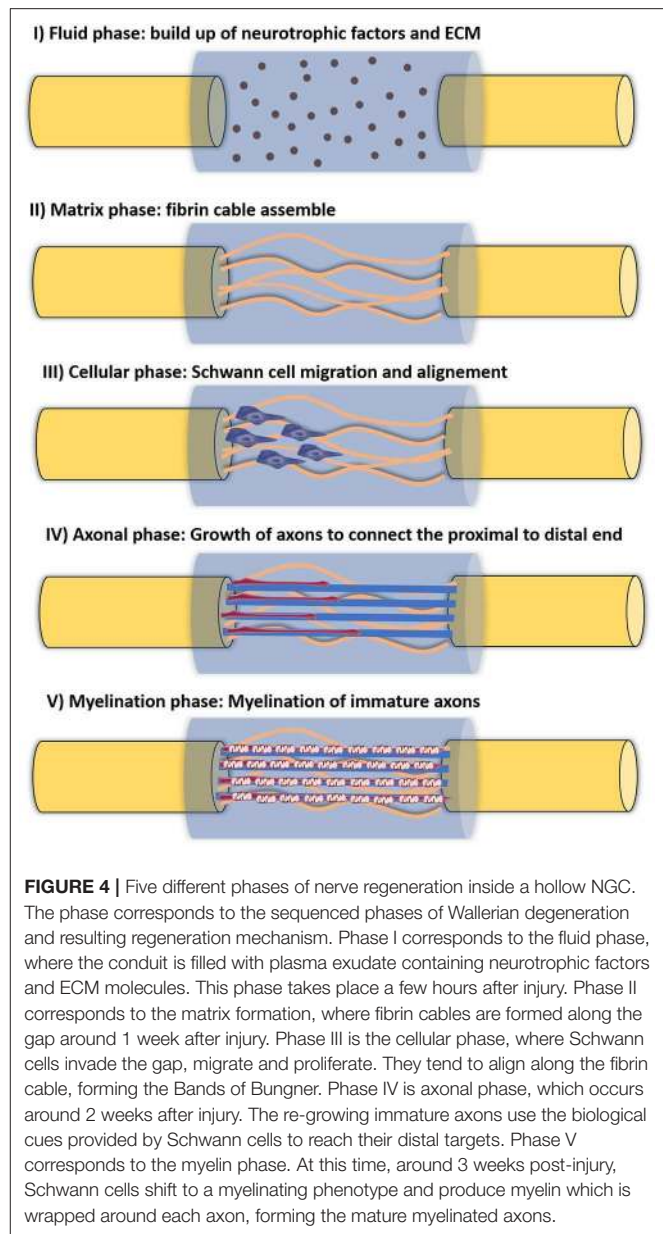 I) Fluid phase: build up of neurotrophic factors and ECM
II) Matrix phase: fibrin cable assemble
III) Cellular phase: Schwann cell migration and alignement
IV) Axonal phase: Growth of axons to connect the proximal to distal end
V) Myelination phase: Myelination of immature axons
FIGURE 4 | Five different phases of nerve regeneration inside a hollow NGC.
The phase corresponds to the sequenced phases of Wallerian degeneration
and resulting regeneration mechanism. Phase I corresponds to the fluid phase,
where the conduit is filled with plasma exudate containing neurotrophic factors
and ECM molecules. This phase takes place a few hours after injury. Phase II
corresponds to the matrix formation, where fibrin cables are formed along the
gap around 1 week after injury. Phase III is the cellular phase, where Schwann
cells invade the gap, migrate and proliferate. They tend to align along the fibrin
cable, forming the Bands of Bungner. Phase IV is axonal phase, which occurs
around 2 weeks after injury. The re-growing immature axons use the biological
cues provided by Schwann cells to reach their distal targets. Phase V
corresponds to the myelin phase. At this time, around 3 weeks post-injury,
Schwann cells shift to a myelinating phenotype and produce myelin which is
wrapped around each axon, forming the mature myelinated axons.